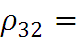 ρ₃₂ =